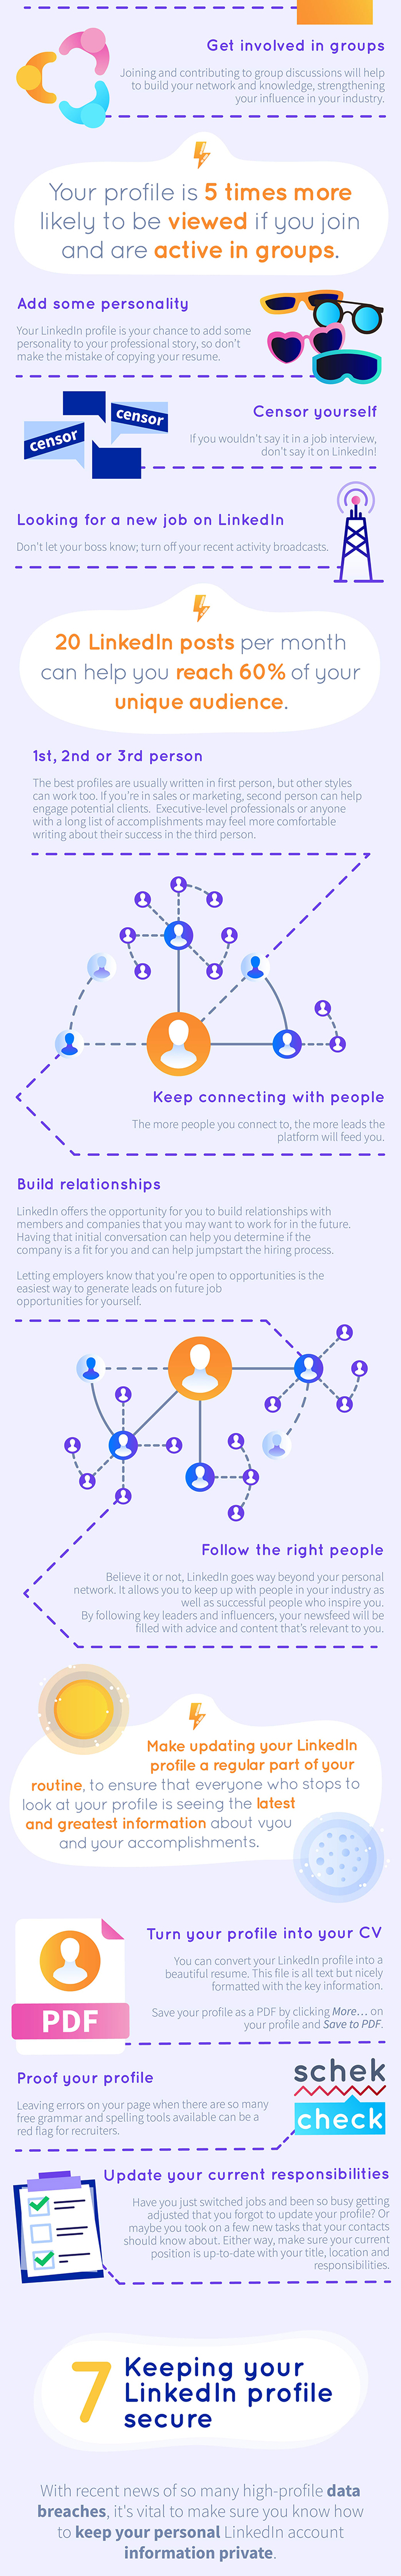 Get involved in groups
Joining and contributing to group discussions will help
to build your network and knowledge, strengthening
your influence in your industry.
Your profile is 5 times more
likely to be viewed if you join
and are active in groups.
Add some personality
Your LinkedIn profile is your chance to add some
personality to your professional story, so don't
make the mistake of copying your resume.
censor
censor
Censor yourself
If you wouldn't say it in a job interview,
don't say it on LinkedIn!
Looking for a new job on LinkedIn
Don't let your boss know; turn off your recent activity broadcasts.
20 LinkedIn posts per month
can help you reach 60% of your
unique audience.
1st, 2nd or 3rd person
The best profiles are usually written in first person, but other styles
can work too. If you're in sales or marketing, second person can help
engage potential clients. Executive-level professionals or anyone
with a long list of accomplishments may feel more comfortable
writing about their success in the third person.
Keep connecting with people
The more people you connect to, the more leads the
platform will feed you.
Build relationships
LinkedIn offers the opportunity for you to build relationships with
members and companies that you may want to work for in the future.
Having that initial conversation can help you determine if the
company is a fit for you and can help jumpstart the hiring process.
Letting employers know that you're open to opportunities is the
easiest way to generate leads on future job
opportunities for yourself.
Follow the right people
Believe it or not, LinkedIn goes way beyond your personal
network. It allows you to keep up with people in your industry as
well as successful people who inspire you.
By following key leaders and influencers, your newsfeed will be
filled with advice and content that's relevant to you.
Make updating your LinkedIn
profile a regular part of your
routine, to ensure that everyone who stops to
look at your profile is seeing the latest
and greatest information about vyou
and your accomplishments.
Turn your profile into your CV
You can convert your LinkedIn profile into a
beautiful resume. This file is all text but nicely
formatted with the key information.
Save your profile as a PDF by clicking More... on
your profile and Save to PDF.
PDF
Proof your profile
Leaving errors on your page when there are so many
free grammar and spelling tools available can be a
red flag for recruiters.
schek
check
Update your current responsibilities
Have you just switched jobs and been so busy getting
adjusted that you forgot to update your profile? Or
maybe you took on a few new tasks that your contacts
should know about. Either way, make sure your current
position is up-to-date with your title, location and
responsibilities.
7
Keeping your
LinkedIn profile
secure
With recent news of so many high-profile data
breaches, it's vital to make sure you know how
to keep your personal LinkedIn account
information private.